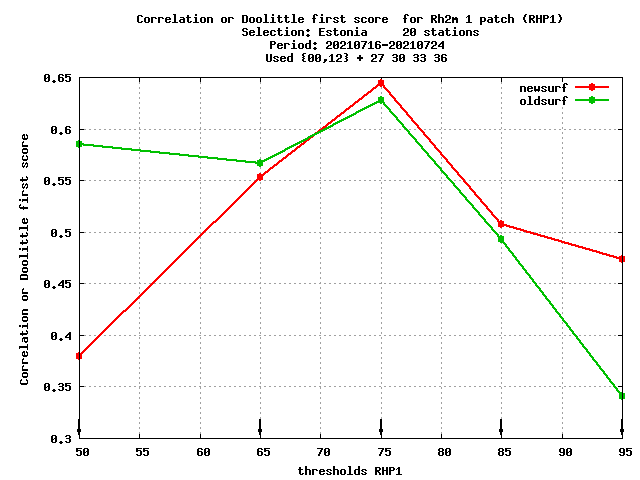 Correlation or Doolittle first score  for Rh2m 1 patch (RHP1)
Selection: Estonia     20 stations
Period: 20210716-20210724
Used {00,12} + 27 30 33 36
newsurf
oldsurf
Correlation or Doolittle first score
0.65
0.6
0.55
0.5
0.45
0.4
0.35
0.3
50 55 60 65 70 75 80 85 90 95
thresholds RHP1